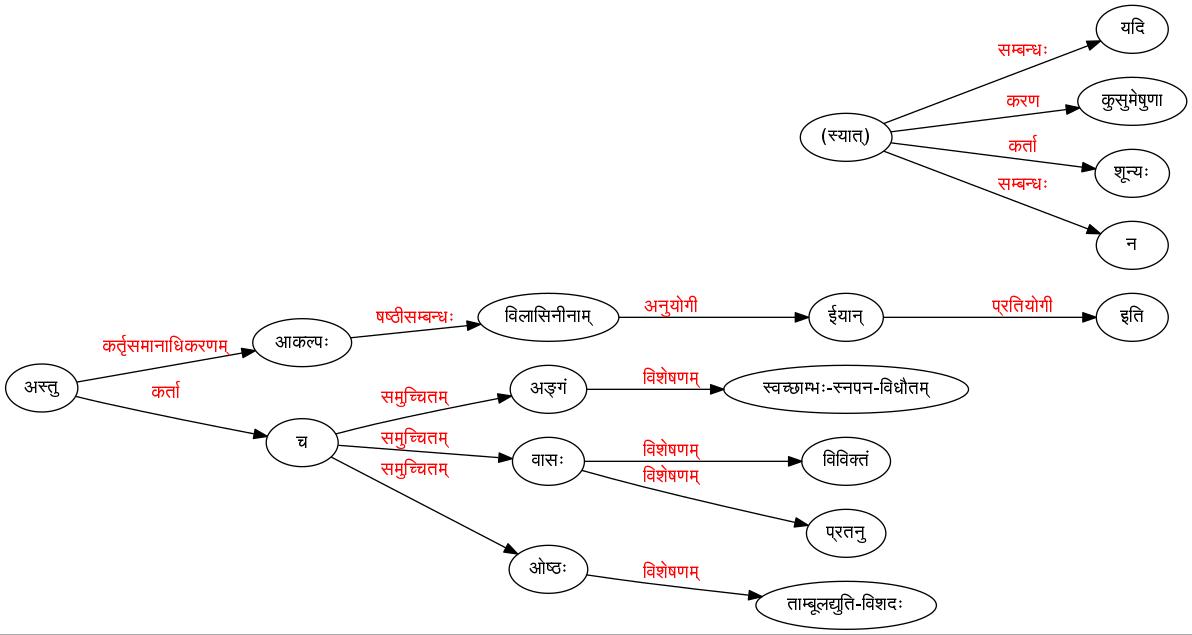 यदि
सम्बन्धः
करण
कुसुमेषुणा
(स्यात्)
कर्ता
शून्यः
सम्बन्धः
न
षष्ठीसम्बन्धः
विलासिनीनाम्
अनुयोगी
ईयान्
प्रतियोगी
इति
कर्तृसमानाधिकरणम्
आकल्पः
अस्तु
कर्ता
समुच्चितम्
अङ्गं
विशेषणम्
स्वच्छाम्भः-स्नपन-विधौतम्
च
समुच्चितम्
वासः
विशेषणम्
विविक्तं
समुच्चितम्
विशेषणम्
प्रतनु
ओष्ठः
विशेषणम्
ताम्बूलद्युति-विशदः